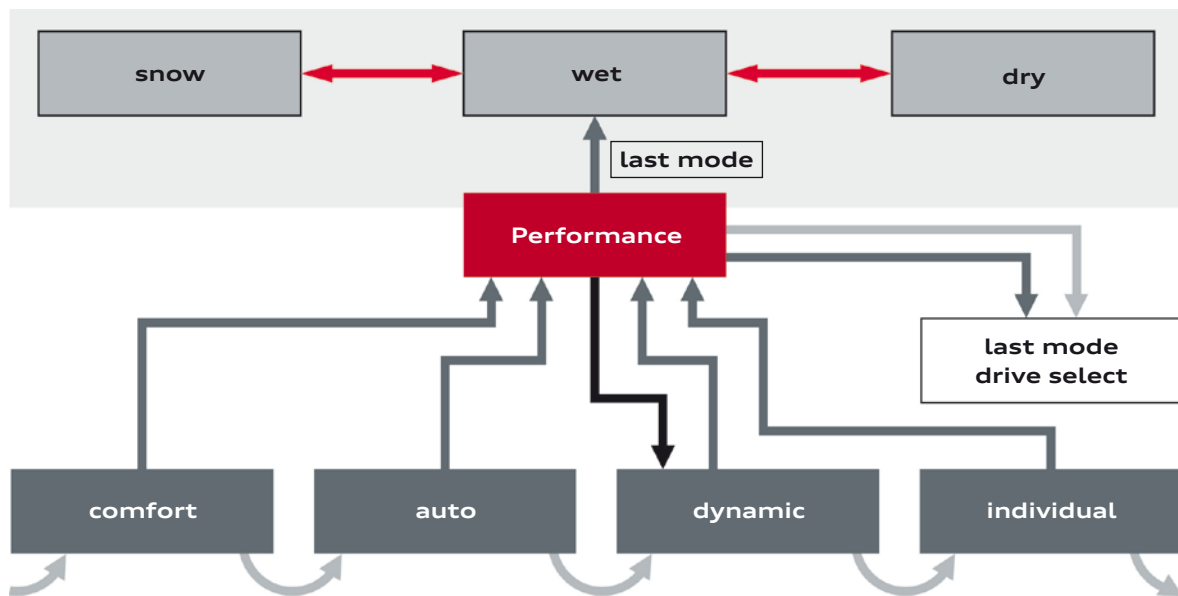 snow
wet
dry
last mode
Performance
last mode
drive select
comfort
auto
dynamic
individual